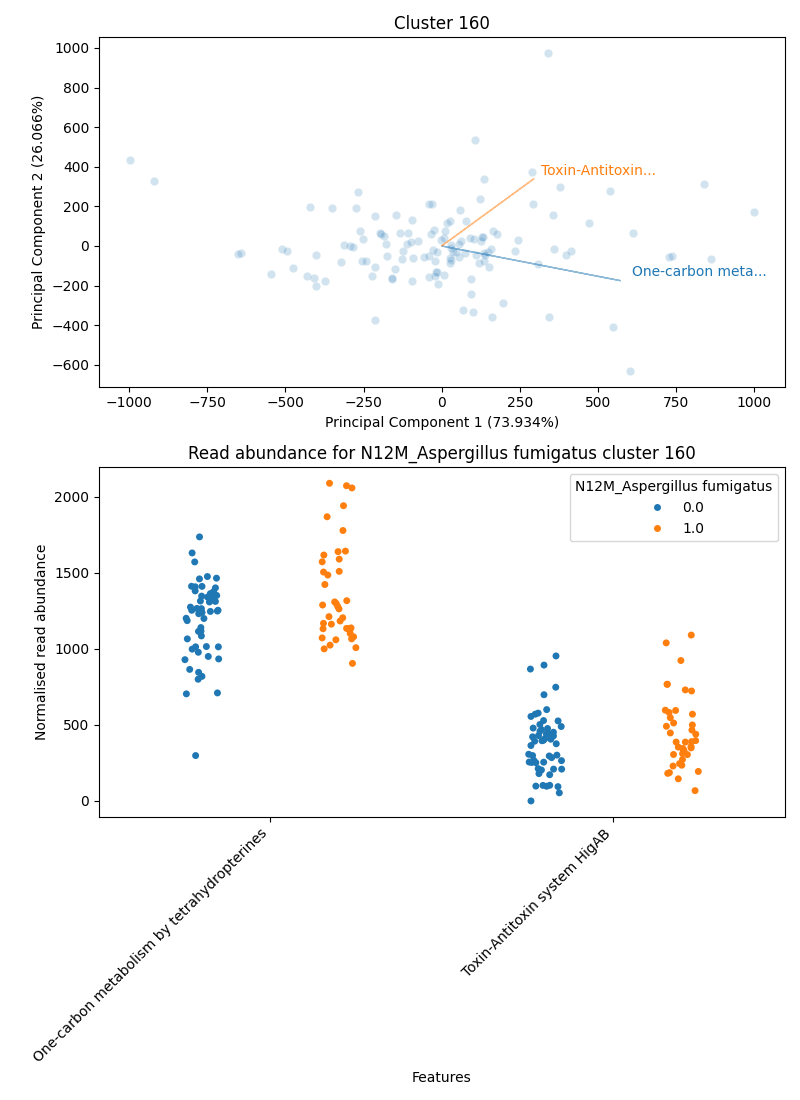 Cluster 160
1000
800
600
400
200
0
−200
−400
−600
Principal Component 2 (26.066%)
Toxin-Antitoxin...
One-carbon meta...
−1000
−750
−500
−250
0
250
500
750
1000
Principal Component 1 (73.934%)
Read abundance for N12M_Aspergillus fumigatus cluster 160
2000
1500
1000
500
0
Normalised read abundance
N12M_Aspergillus fumigatus
0.0
1.0
One-carbon metabolism by tetrahydropterines
Toxin-Antitoxin system HigAB
Features